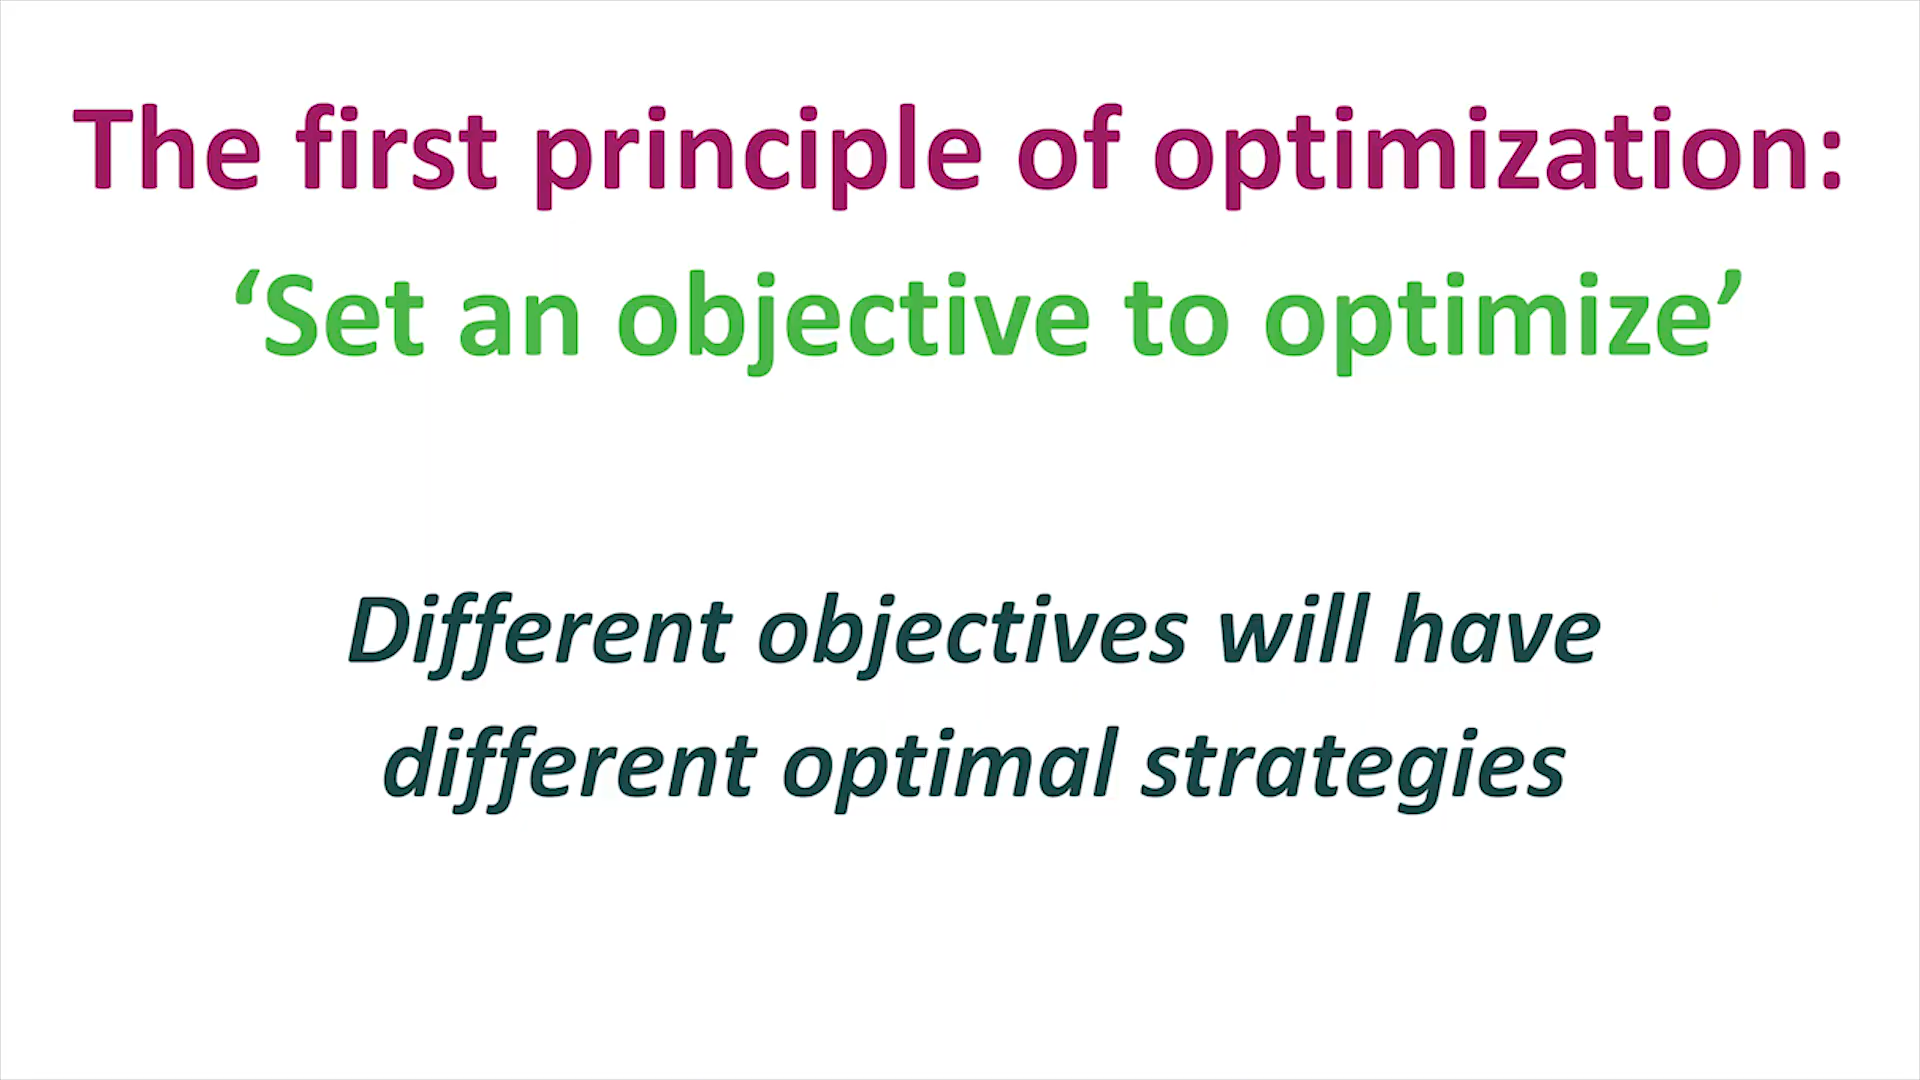 The first principle of optimization:
‘Set an objective to optimize’
Different objectives will have
different optimal strategies